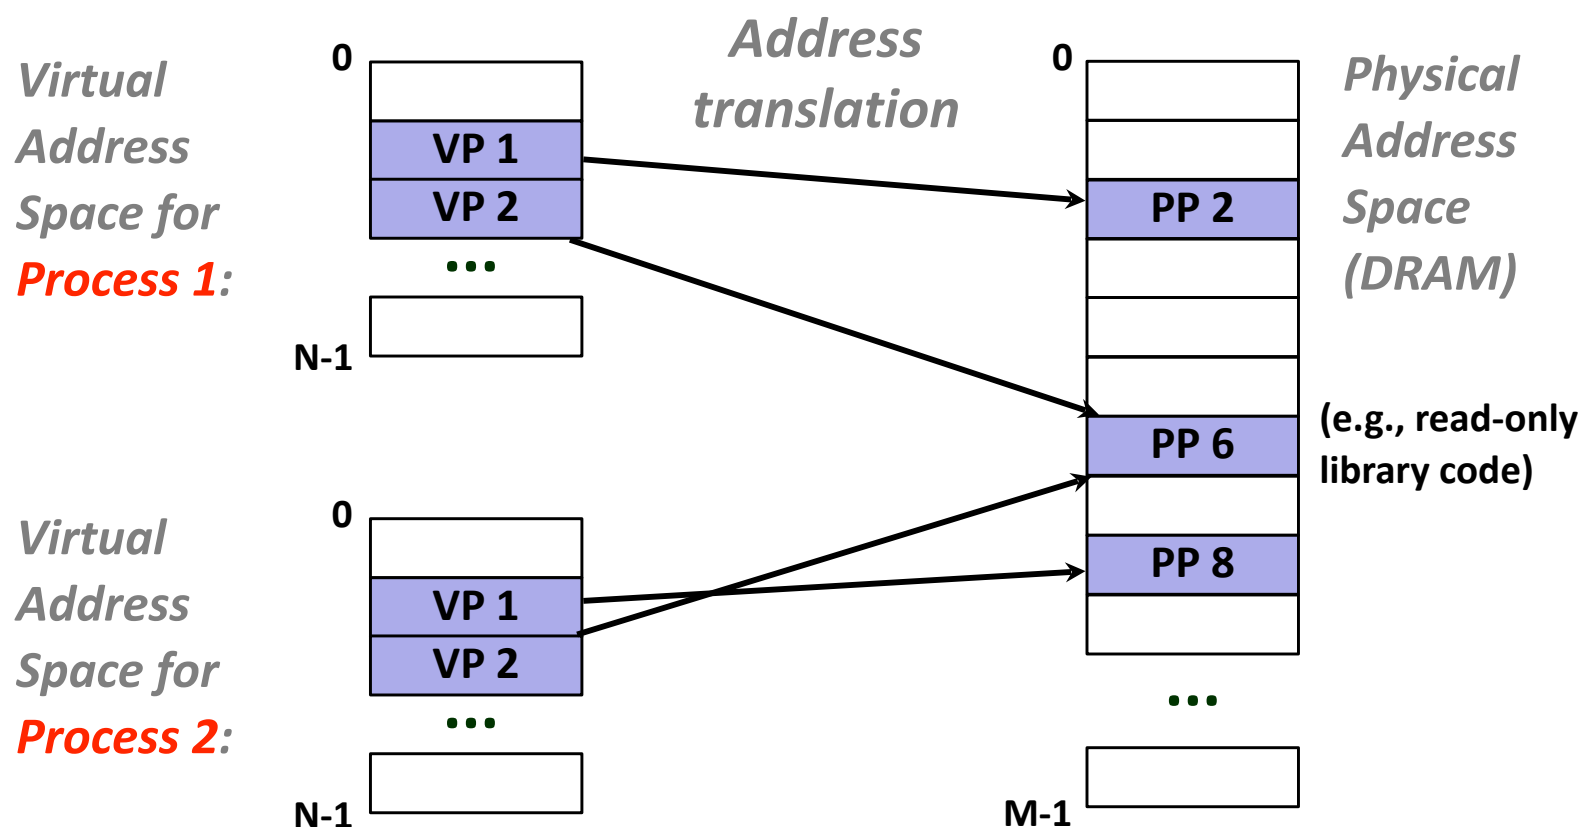 Virtual
Address
Space for
Process 1:
0
VP 1
VP 2
...
N-1
Address
translation
0
PP 2
PP 6
PP 8
...
M-1
Physical
Address
Space
(DRAM)
(e.g., read-only
library code)
Virtual
Address
Space for
Process 2:
0
VP 1
VP 2
...
N-1